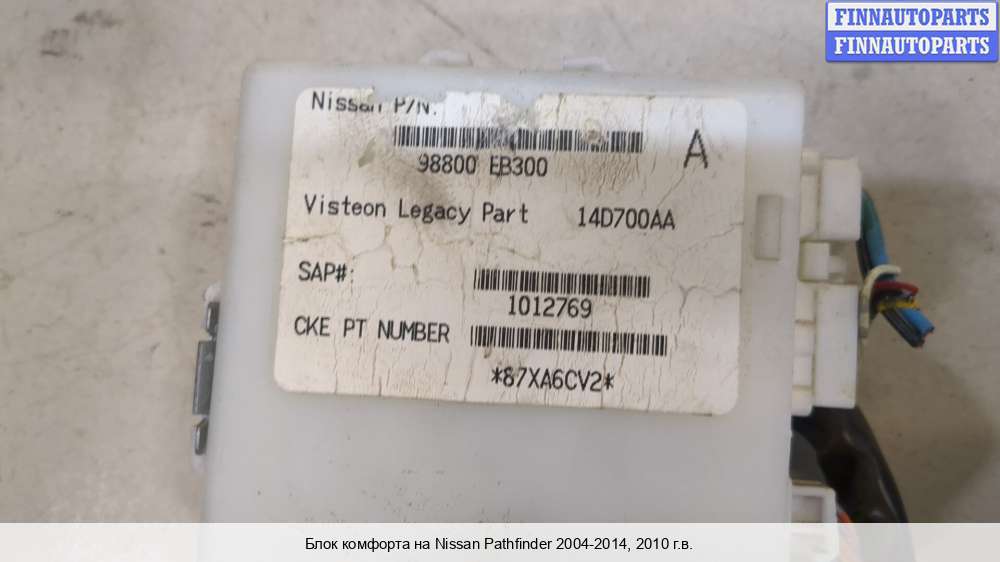 FINNAUTOPARTS
FINNAUTOPARTS
Nissan P/N:
98800 EB300
A
Visteon Legacy Part 14D700AA
SAP#:
1012769
CKE PT NUMBER
*87XA6CV2*
Блок комфорта на Nissan Pathfinder 2004-2014, 2010 г.в.